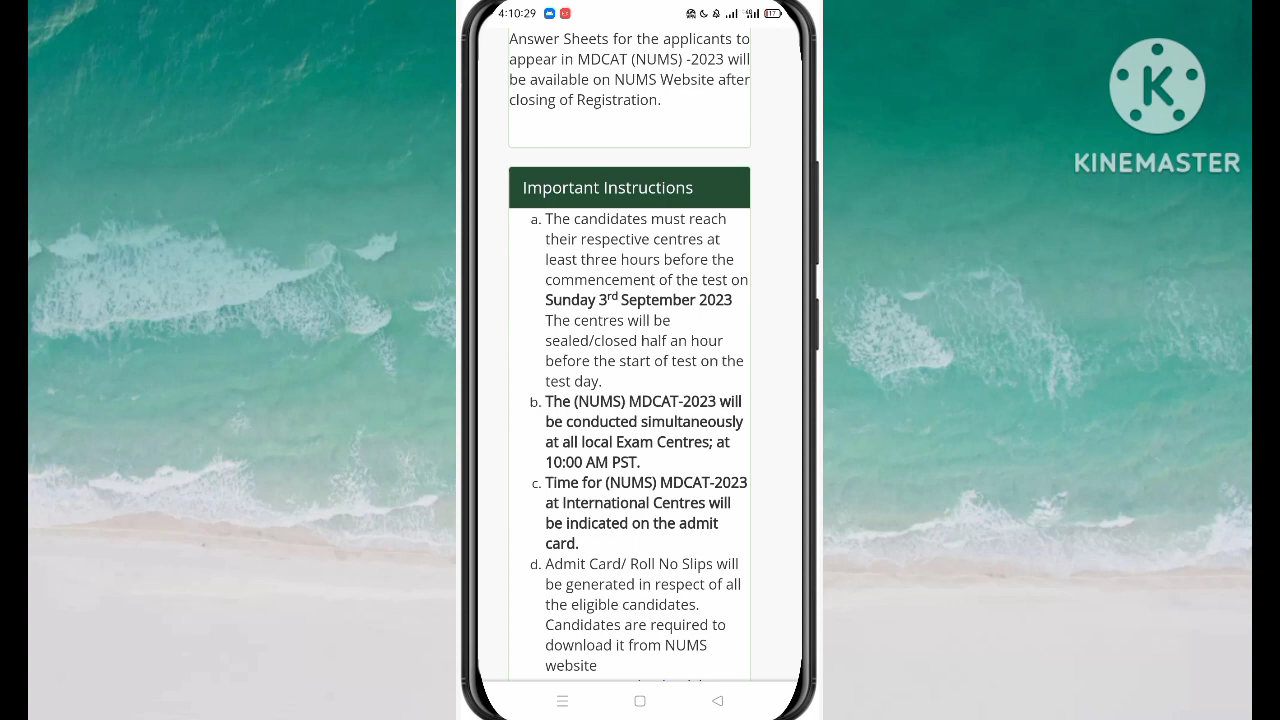 4:10:29
17
Answer Sheets for the applicants to
appear in MDCAT (NUMS) -2023 will
be available on NUMS Website after
closing of Registration.
K
KINEMASTER
Important Instructions
a. The candidates must reach
their respective centres at
least three hours before the
commencement of the test on
Sunday 3rd September 2023
The centres will be
sealed/closed half an hour
before the start of test on the
test day.
b. The (NUMS) MDCAT-2023 will
be conducted simultaneously
at all local Exam Centres; at
10:00 AM PST.
c. Time for (NUMS) MDCAT-2023
at International Centres will
be indicated on the admit
card.
d. Admit Card/ Roll No Slips will
be generated in respect of all
the eligible candidates.
Candidates are required to
download it from NUMS
website